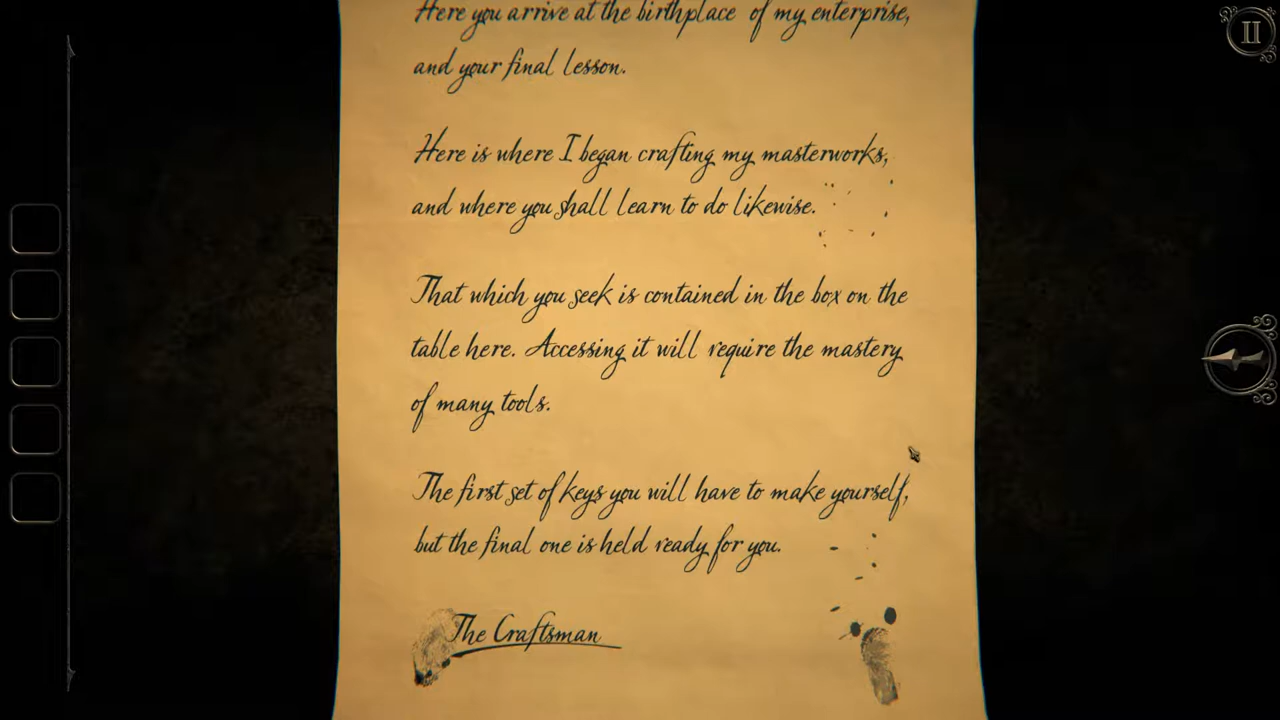 Here you arrive at the birthplace of my enterprise,
and your final lesson.
Here is where I began crafting my masterworks,
and where you shall learn to do likewise.
That which you seek is contained in the box on the
table here. Accessing it will require the mastery
of many tools.
The first set of keys you will have to make yourself,
but the final one is held ready for you.
The Craftsman
II